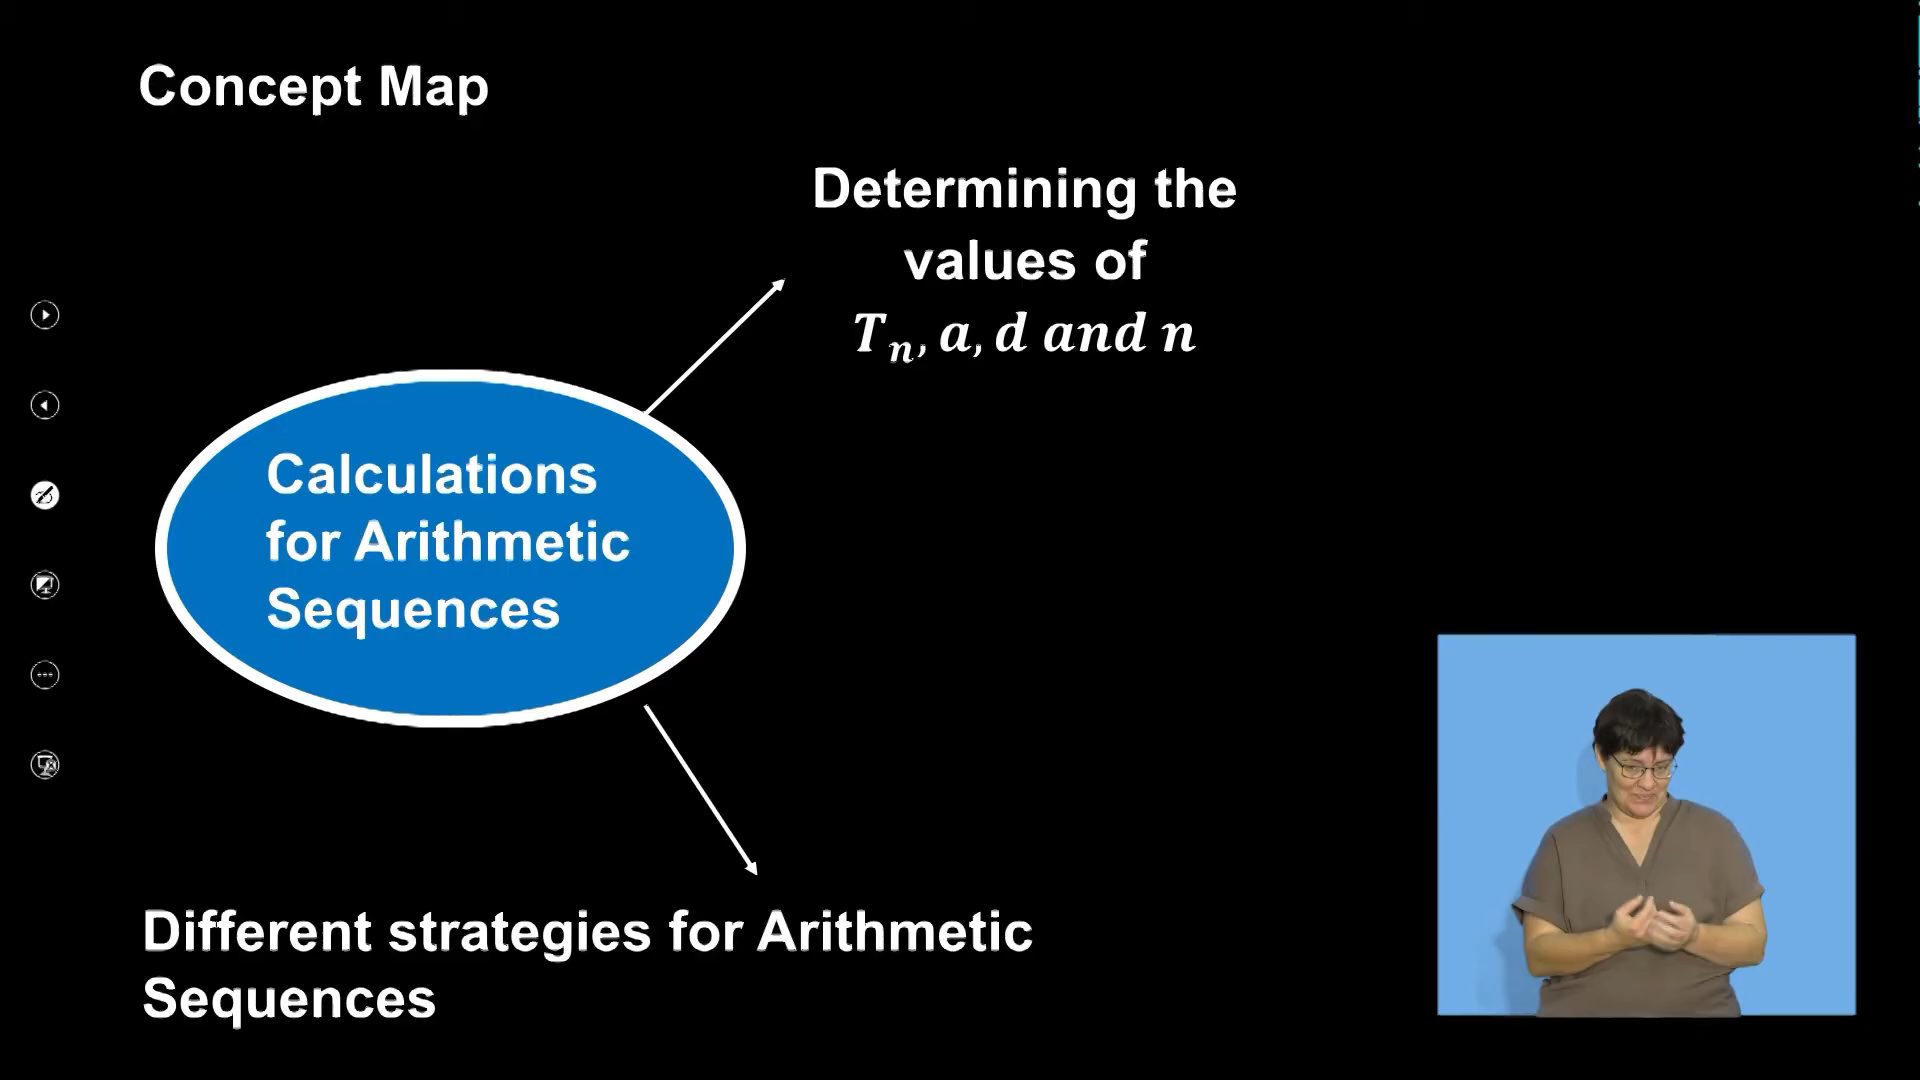 Concept Map
Determining the
values of
Tₙ, a, d and n
Calculations
for Arithmetic
Sequences
Different strategies for Arithmetic
Sequences